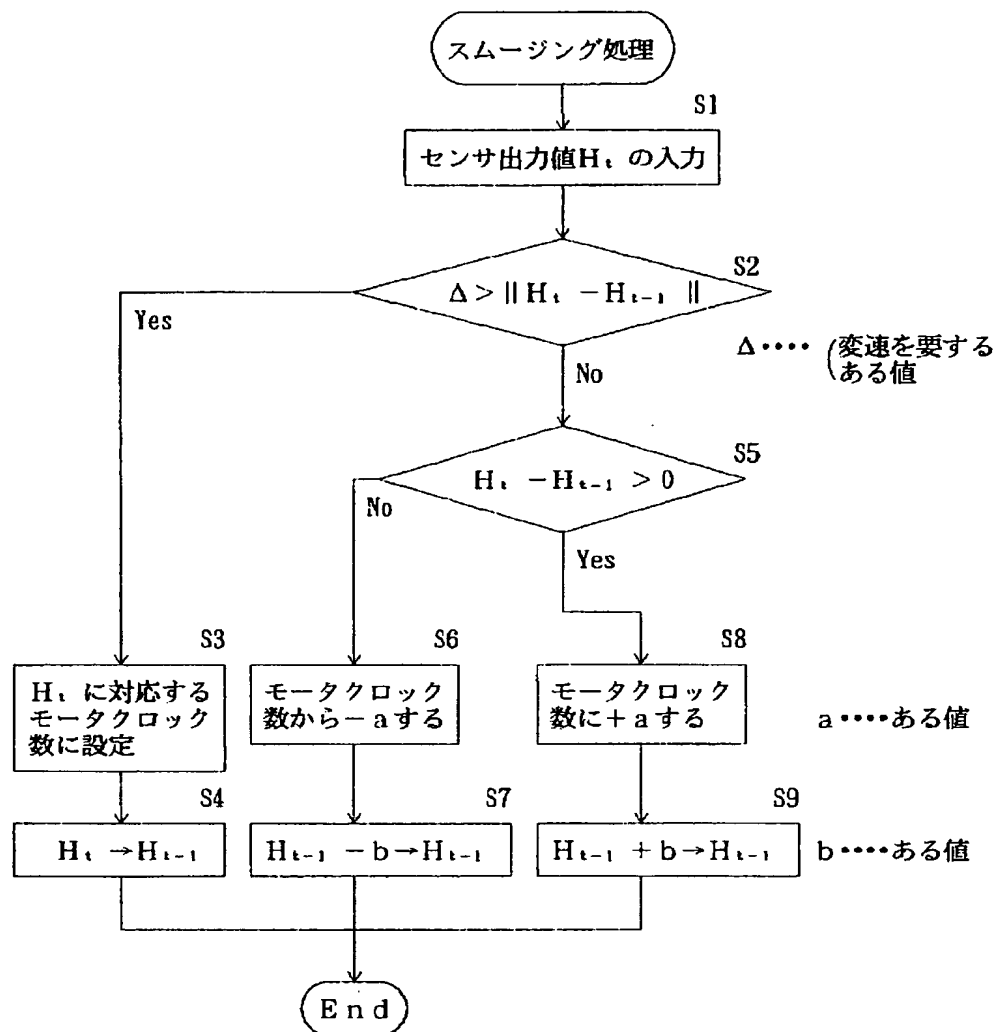 スムージング処理
S1
センサ出力値Hₜ の入力
S2
Δ>‖Hₜ −Hₜ₋₁ ‖
Yes
Δ‥‥(変速を要する
ある値
No
S5
Hₜ −Hₜ₋₁ >0
No
Yes
S3
S6
S8
Hₜ に対応する
モータクロック
数に設定
モータクロック
数から−aする
モータクロック
数に+aする
a‥‥ある値
S4
S7
S9
Hₜ →Hₜ₋₁
Hₜ₋₁ −b→Hₜ₋₁
Hₜ₋₁ +b→Hₜ₋₁
b‥‥ある値
End